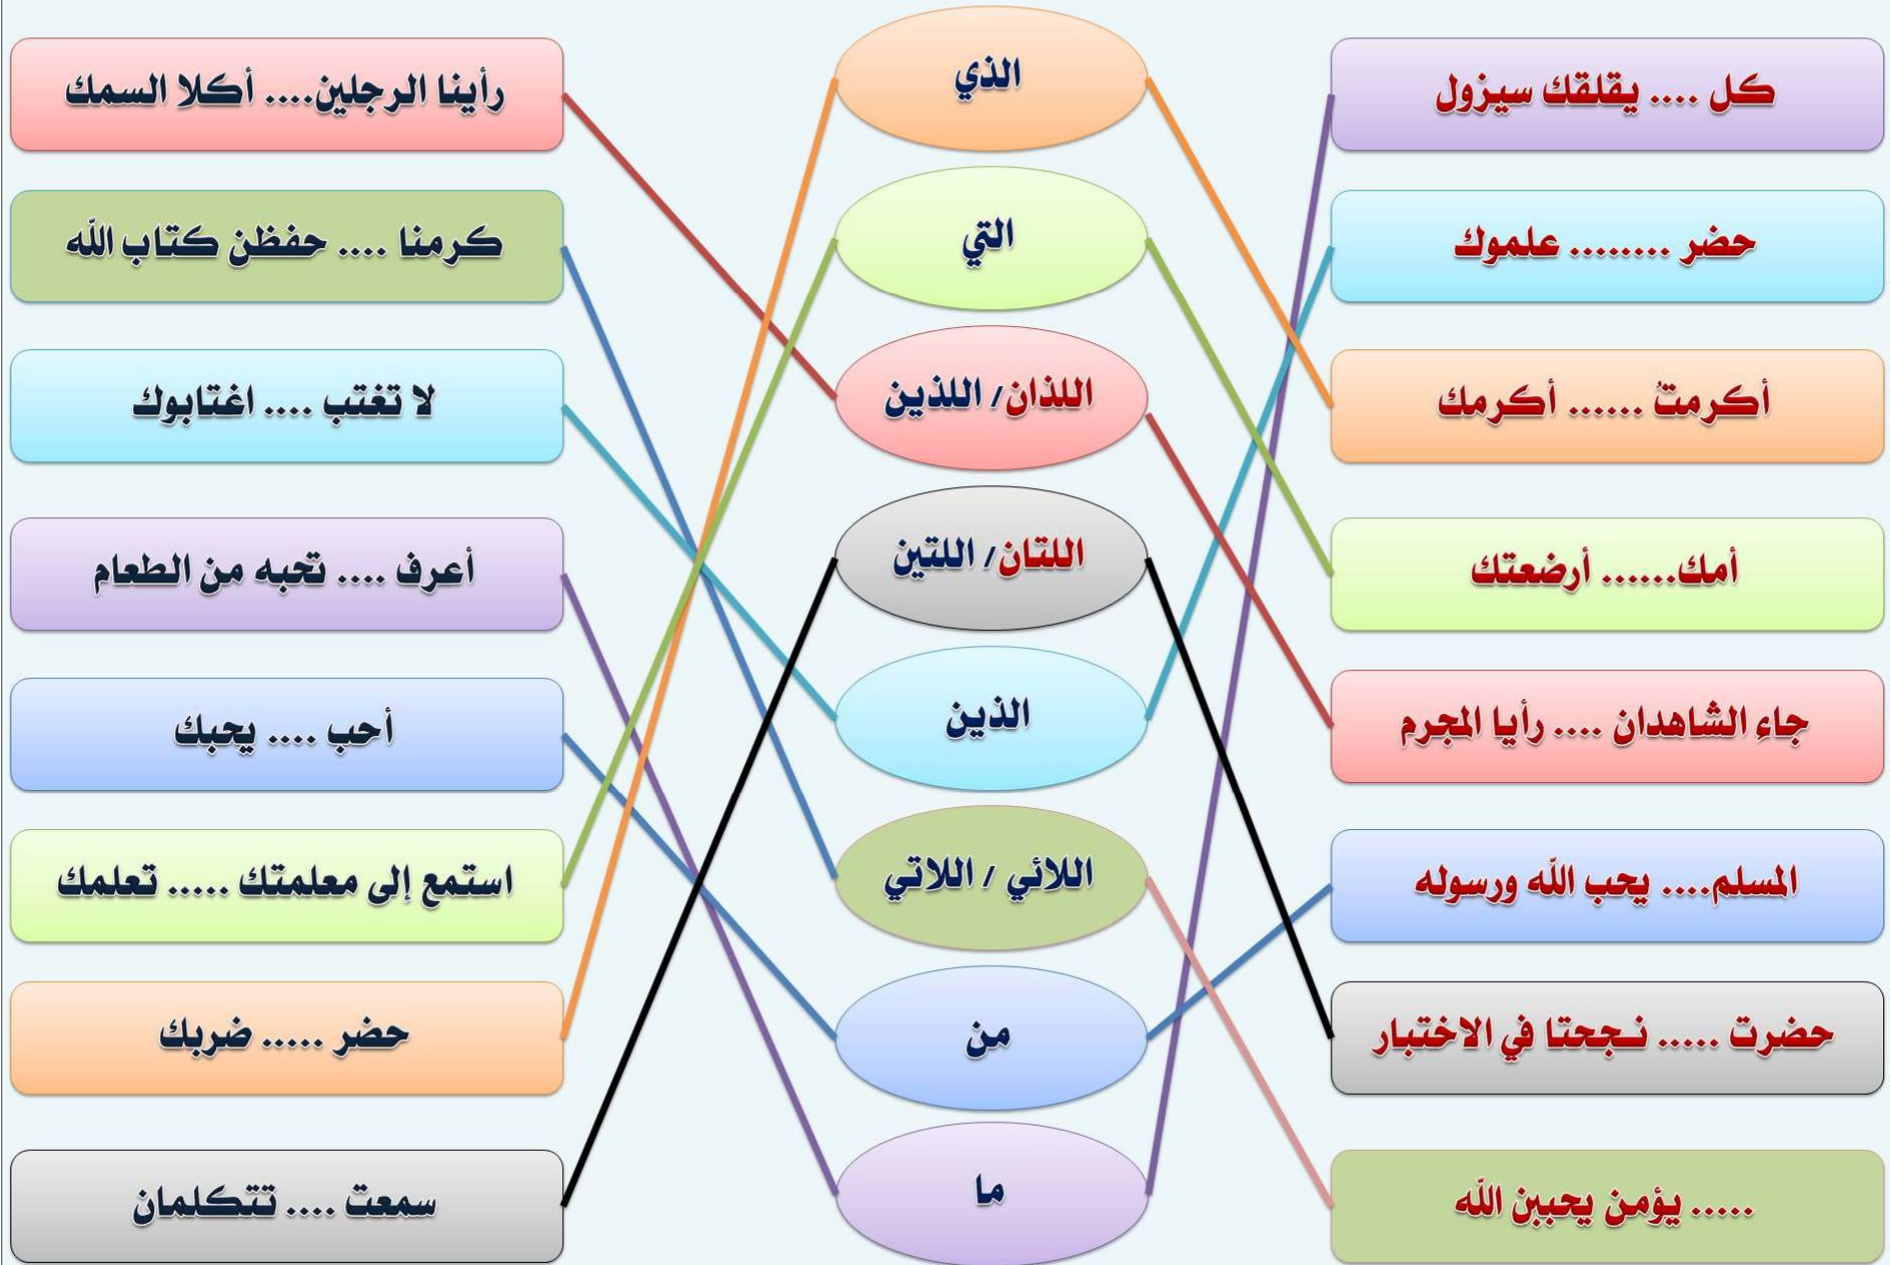 كل .... يقلقك سيزول
حضر ........ علموك
أكرمتُ ...... أكرمك
أمك...... أرضعتك
جاء الشاهدان .... رأيا المجرم
المسلم.... يحب الله ورسوله
حضرت ..... نـجحتا في الاختبار
..... يؤمن يحببن الله
الذي
التي
اللذان/ اللذين
اللتان/ اللتين
الذين
اللائي / اللاتي
من
ما
رأينا الرجلين.... أكلا السمك
كرمنا .... حفظن كتاب الله
لا تغتب .... اغتابوك
أعرف .... تحبه من الطعام
أحب .... يحبك
استمع إلى معلمتك ..... تعلمك
حضر ..... ضربك
سمعت .... تتكلمان